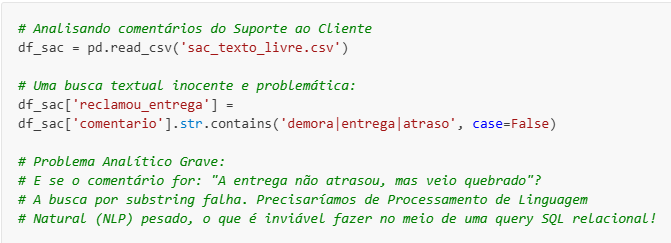 # Analisando comentários do Suporte ao Cliente
df_sac = pd.read_csv('sac_texto_livre.csv')
# Uma busca textual inocente e problemática:
df_sac['reclamou_entrega'] =
df_sac['comentario'].str.contains('demora|entrega|atraso', case=False)
# Problema Analítico Grave:
# E se o comentário for: "A entrega não atrasou, mas veio quebrado"?
# A busca por substring falha. Precisaríamos de Processamento de Linguagem
# Natural (NLP) pesado, o que é inviável fazer no meio de uma query SQL relacional!